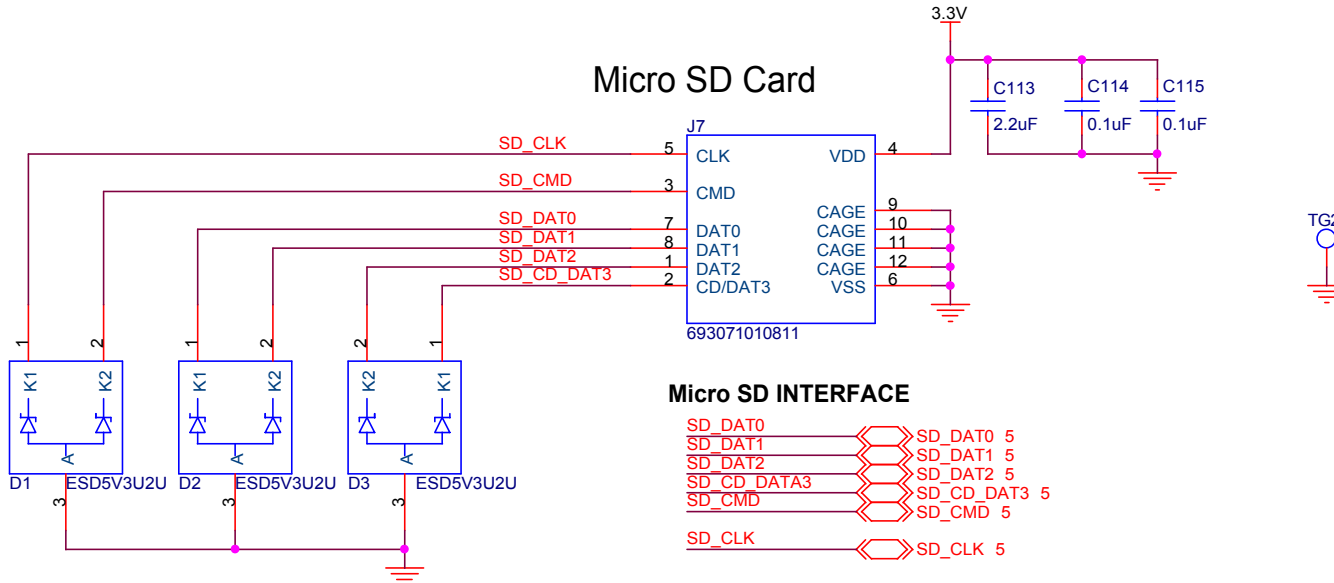 3.3V
Micro SD Card
C113
C114
C115
2.2uF
0.1uF
0.1uF
J7
SD_CLK 5 CLK VDD 4
SD_CMD 3 CMD
CAGE 9
SD_DAT0 7 DAT0 CAGE 10
SD_DAT1 8 DAT1 CAGE 11
SD_DAT2 1 DAT2 CAGE 12
SD_CD_DAT3 2 CD/DAT3 VSS 6
693071010811
TG2
1 2 1 2 2 1
K1 K2 K1 K2 K2 K1
A A A
D1 ESD5V3U2U D2 ESD5V3U2U D3 ESD5V3U2U
3 3 3
Micro SD INTERFACE
SD_DAT0 SD_DAT0 5
SD_DAT1 SD_DAT1 5
SD_DAT2 SD_DAT2 5
SD_CD_DATA3 SD_CD_DAT3 5
SD_CMD SD_CMD 5
SD_CLK SD_CLK 5